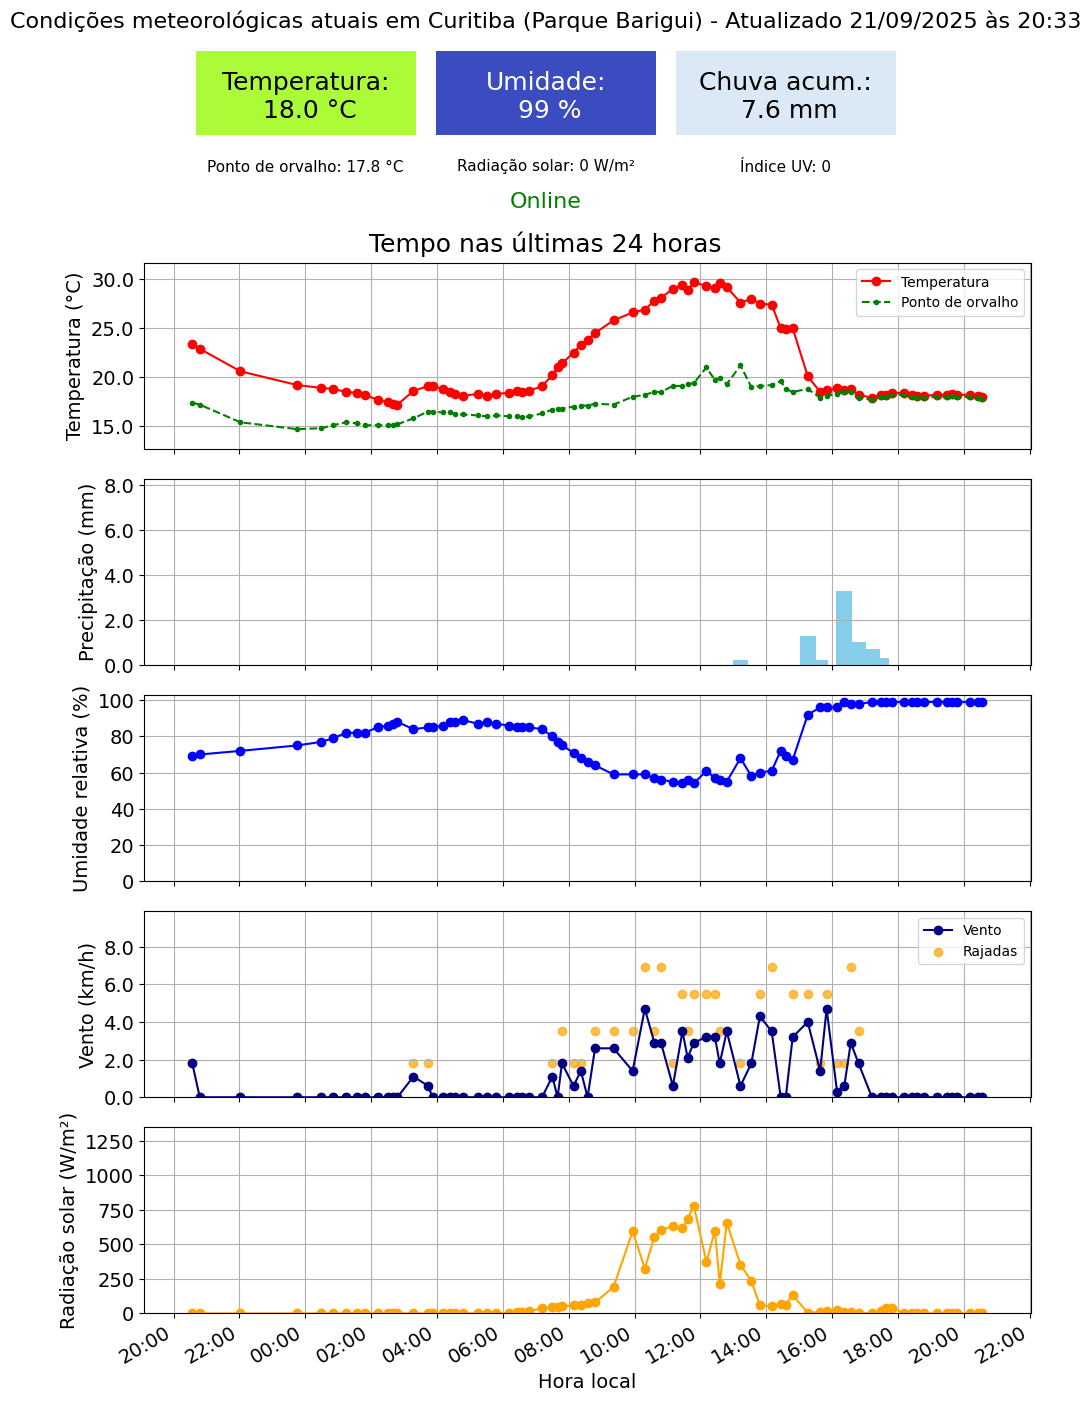 Condições meteorológicas atuais em Curitiba (Parque Barigui) - Atualizado 21/09/2025 às 20:33
Temperatura:
18.0 °C
Umidade:
99 %
Chuva acum.:
7.6 mm
Ponto de orvalho: 17.8 °C
Radiação solar: 0 W/m²
Índice UV: 0
Online
Tempo nas últimas 24 horas
Temperatura (°C)
30.0
25.0
20.0
15.0
Temperatura
Ponto de orvalho
Precipitação (mm)
8.0
6.0
4.0
2.0
0.0
Umidade relativa (%)
100
80
60
40
20
0
Vento (km/h)
8.0
6.0
4.0
2.0
0.0
Vento
Rajadas
Radiação solar (W/m²)
1250
1000
750
500
250
0
20:00
22:00
00:00
02:00
04:00
06:00
08:00
10:00
12:00
14:00
16:00
18:00
20:00
22:00
Hora local